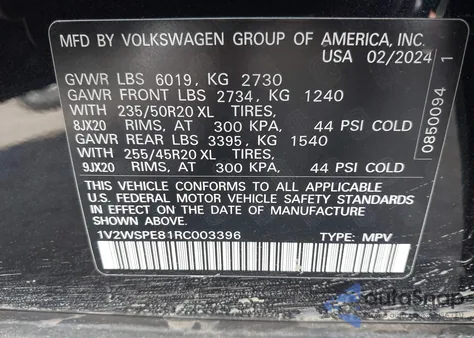 MFD BY VOLKSWAGEN GROUP OF AMERICA, INC.
USA 02/2024
GVWR LBS 6019, KG 2730
GAWR FRONT LBS 2734, KG 1240
WITH 235/50R20 XL TIRES,
8JX20 RIMS, AT 300 KPA, 44 PSI COLD
GAWR REAR LBS 3395, KG 1540
WITH 255/45R20 XL TIRES,
9JX20 RIMS, AT 300 KPA, 44 PSI COLD
THIS VEHICLE CONFORMS TO ALL APPLICABLE
U.S. FEDERAL MOTOR VEHICLE SAFETY STANDARDS
IN EFFECT ON THE DATE OF MANUFACTURE
SHOWN ABOVE.
1V2WSPE81RC003396 TYPE: MPV
0850094 1
autoSnap